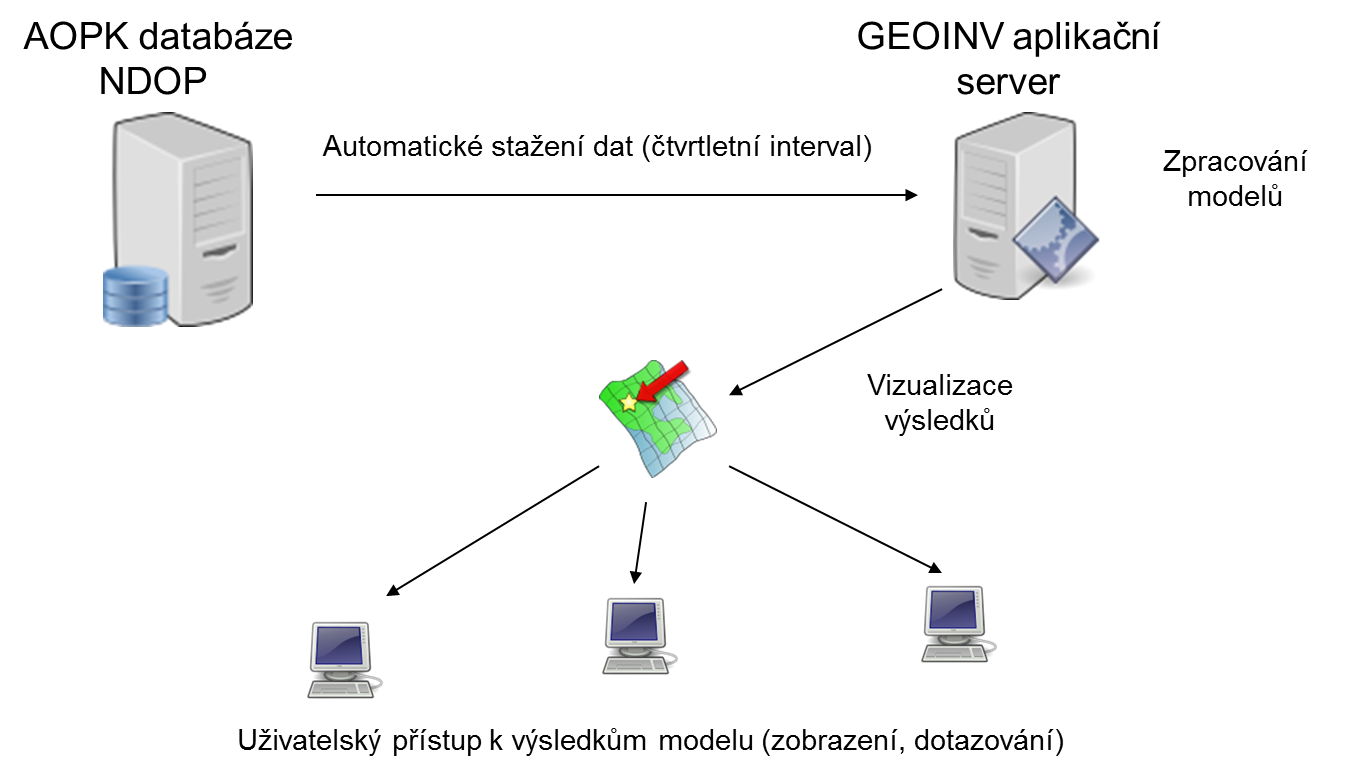 AOPK databáze
NDOP
GEOINV aplikační
server
Automatické stažení dat (čtvrtletní interval)
Zpracování
modelů
Vizualizace
výsledků
Uživatelský přístup k výsledkům modelu (zobrazení, dotazování)